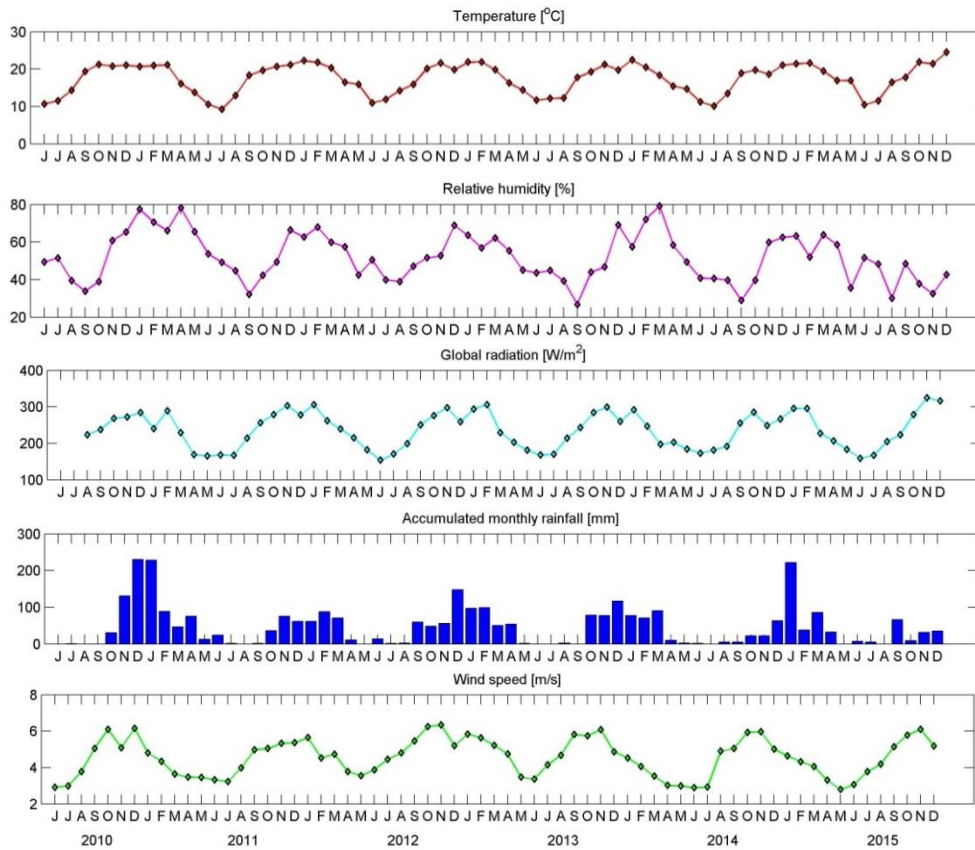 Temperature [°C]
30
20
10
0
J J A S O N D J F M A M J J A S O N D J F M A M J J A S O N D J F M A M J J A S O N D J F M A M J J A S O N D J F M A M J J A S O N D
Relative humidity [%]
80
60
40
20
J J A S O N D J F M A M J J A S O N D J F M A M J J A S O N D J F M A M J J A S O N D J F M A M J J A S O N D J F M A M J J A S O N D
Global radiation [W/m²]
400
300
200
100
J J A S O N D J F M A M J J A S O N D J F M A M J J A S O N D J F M A M J J A S O N D J F M A M J J A S O N D J F M A M J J A S O N D
Accumulated monthly rainfall [mm]
300
200
100
0
J J A S O N D J F M A M J J A S O N D J F M A M J J A S O N D J F M A M J J A S O N D J F M A M J J A S O N D J F M A M J J A S O N D
Wind speed [m/s]
8
6
4
2
J J A S O N D J F M A M J J A S O N D J F M A M J J A S O N D J F M A M J J A S O N D J F M A M J J A S O N D J F M A M J J A S O N D
2010 2011 2012 2013 2014 2015